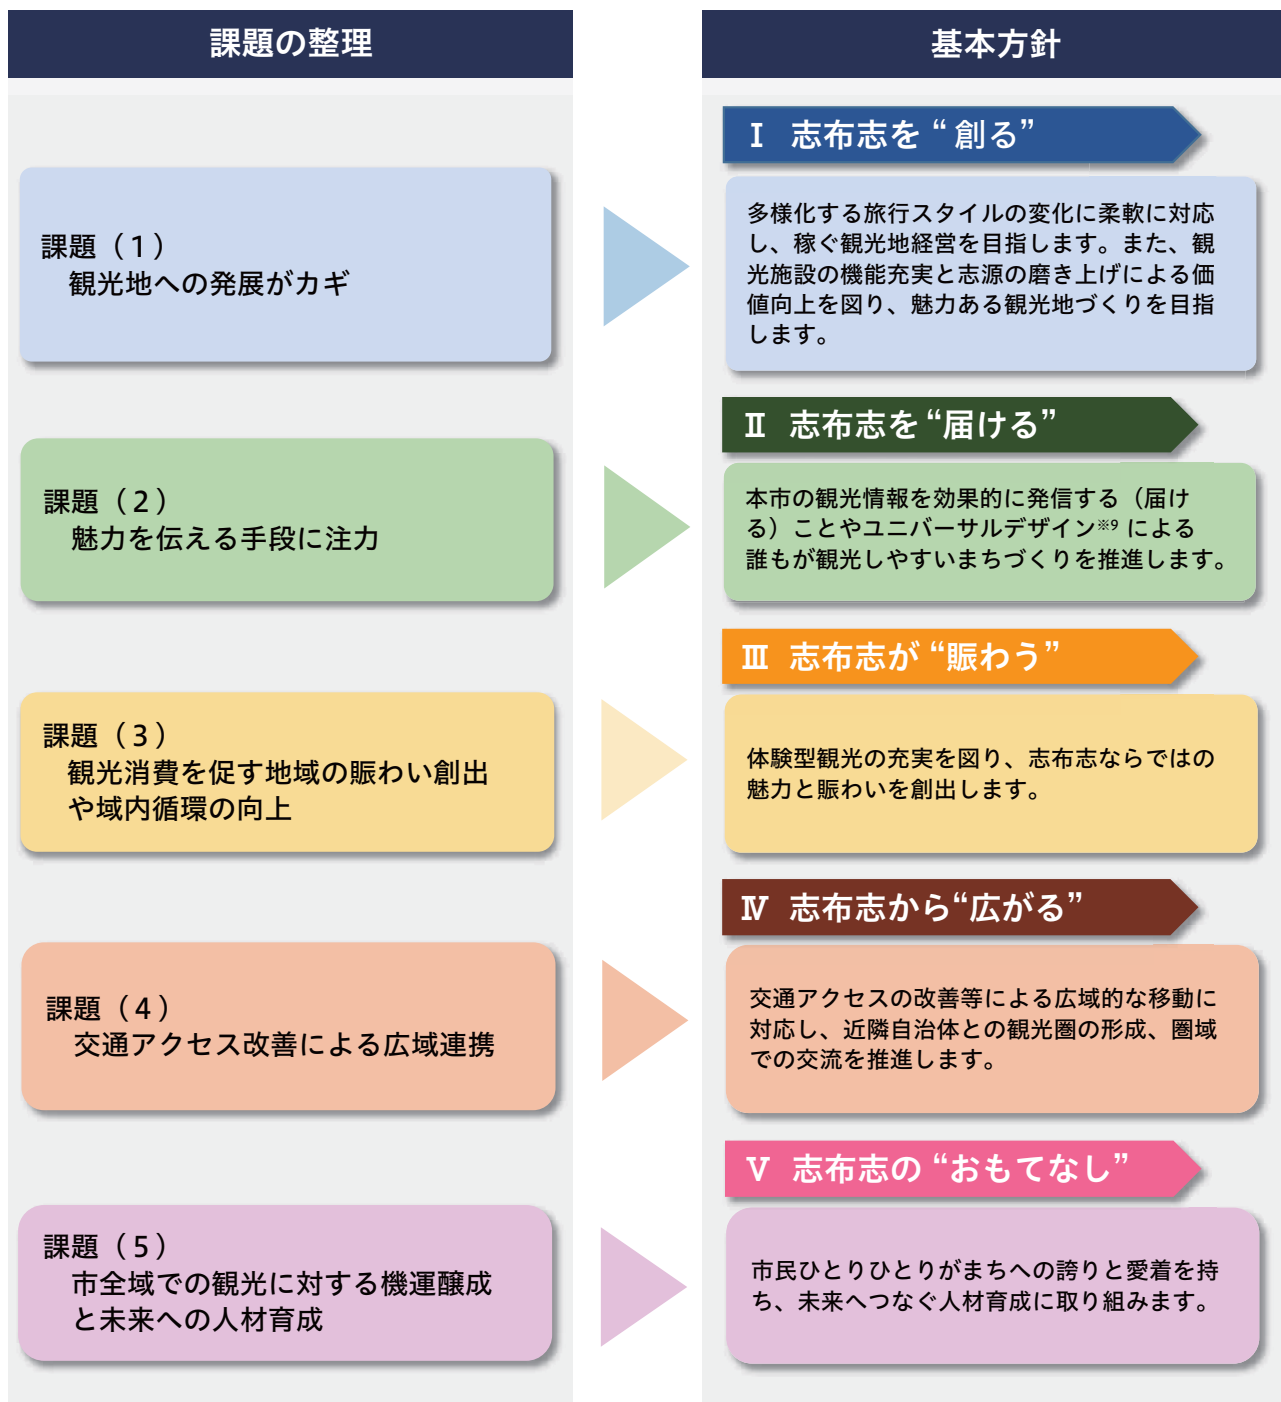 課題の整理
基本方針
課題（1）
観光地への発展がカギ
Ⅰ 志布志を“創る”
多様化する旅行スタイルの変化に柔軟に対応
し、稼ぐ観光地経営を目指します。また、観
光施設の機能充実と志源の磨き上げによる価
値向上を図り、魅力ある観光地づくりを目指
します。
課題（2）
魅力を伝える手段に注力
Ⅱ 志布志を“届ける”
本市の観光情報を効果的に発信する（届け
る）ことやユニバーサルデザイン※9 による
誰もが観光しやすいまちづくりを推進します。
課題（3）
観光消費を促す地域の賑わい創出
や域内循環の向上
Ⅲ 志布志が“賑わう”
体験型観光の充実を図り、志布志ならではの
魅力と賑わいを創出します。
課題（4）
交通アクセス改善による広域連携
Ⅳ 志布志から“広がる”
交通アクセスの改善等による広域的な移動に
対応し、近隣自治体との観光圏の形成、圏域
での交流を推進します。
課題（5）
市全域での観光に対する機運醸成
と未来への人材育成
Ⅴ 志布志の“おもてなし”
市民ひとりひとりがまちへの誇りと愛着を持
ち、未来へつなぐ人材育成に取り組みます。